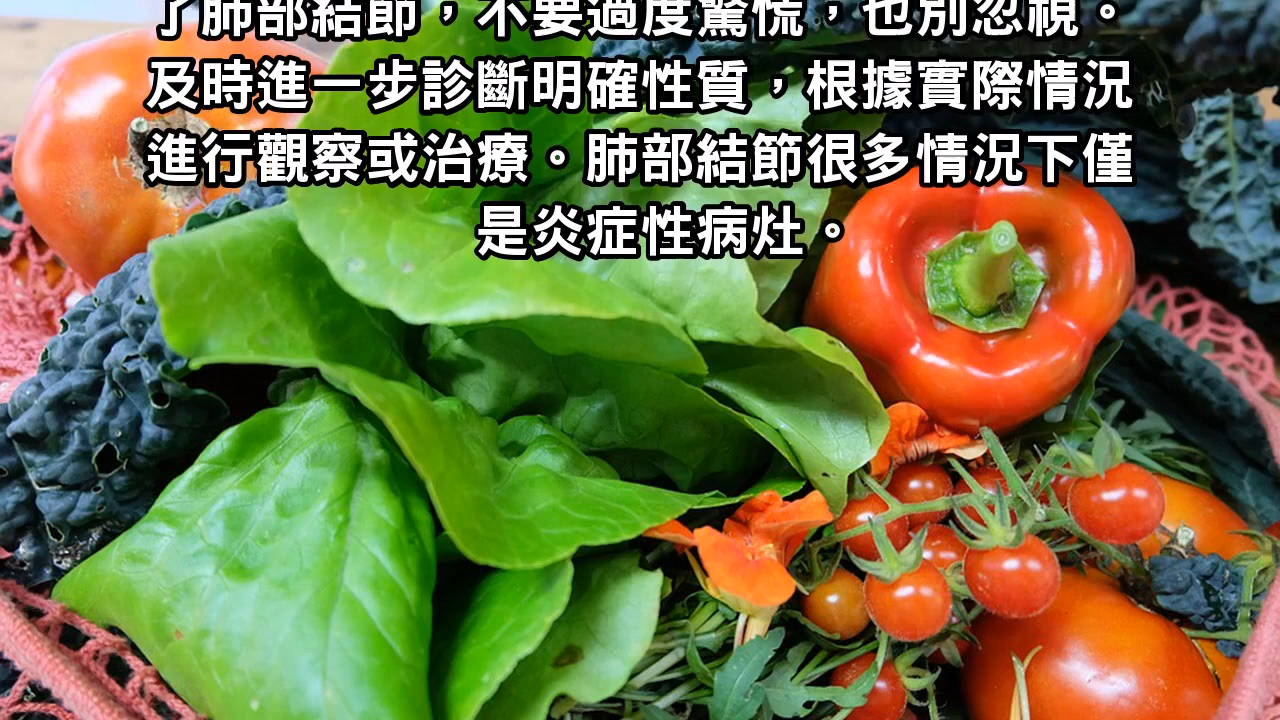 了肺部結節，不要過度驚慌，也別忽視。
及時進一步診斷明確性質，根據實際情況
進行觀察或治療。肺部結節很多情況下僅
是炎症性病灶。